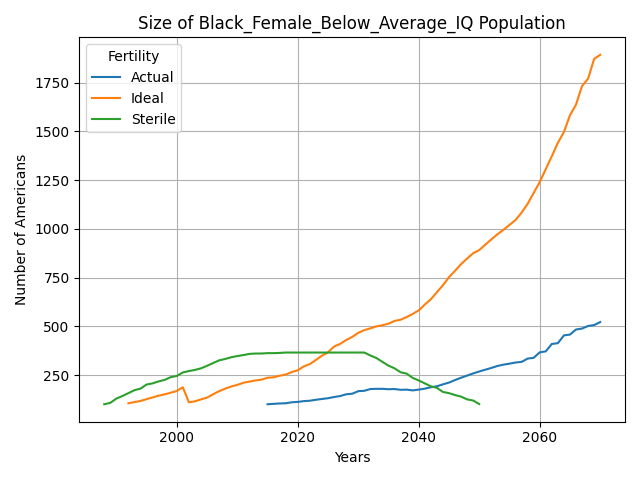 Size of Black_Female_Below_Average_IQ Population
Fertility
Actual
Ideal
Sterile
Number of Americans
1750
1500
1250
1000
750
500
250
2000
2020
2040
2060
Years